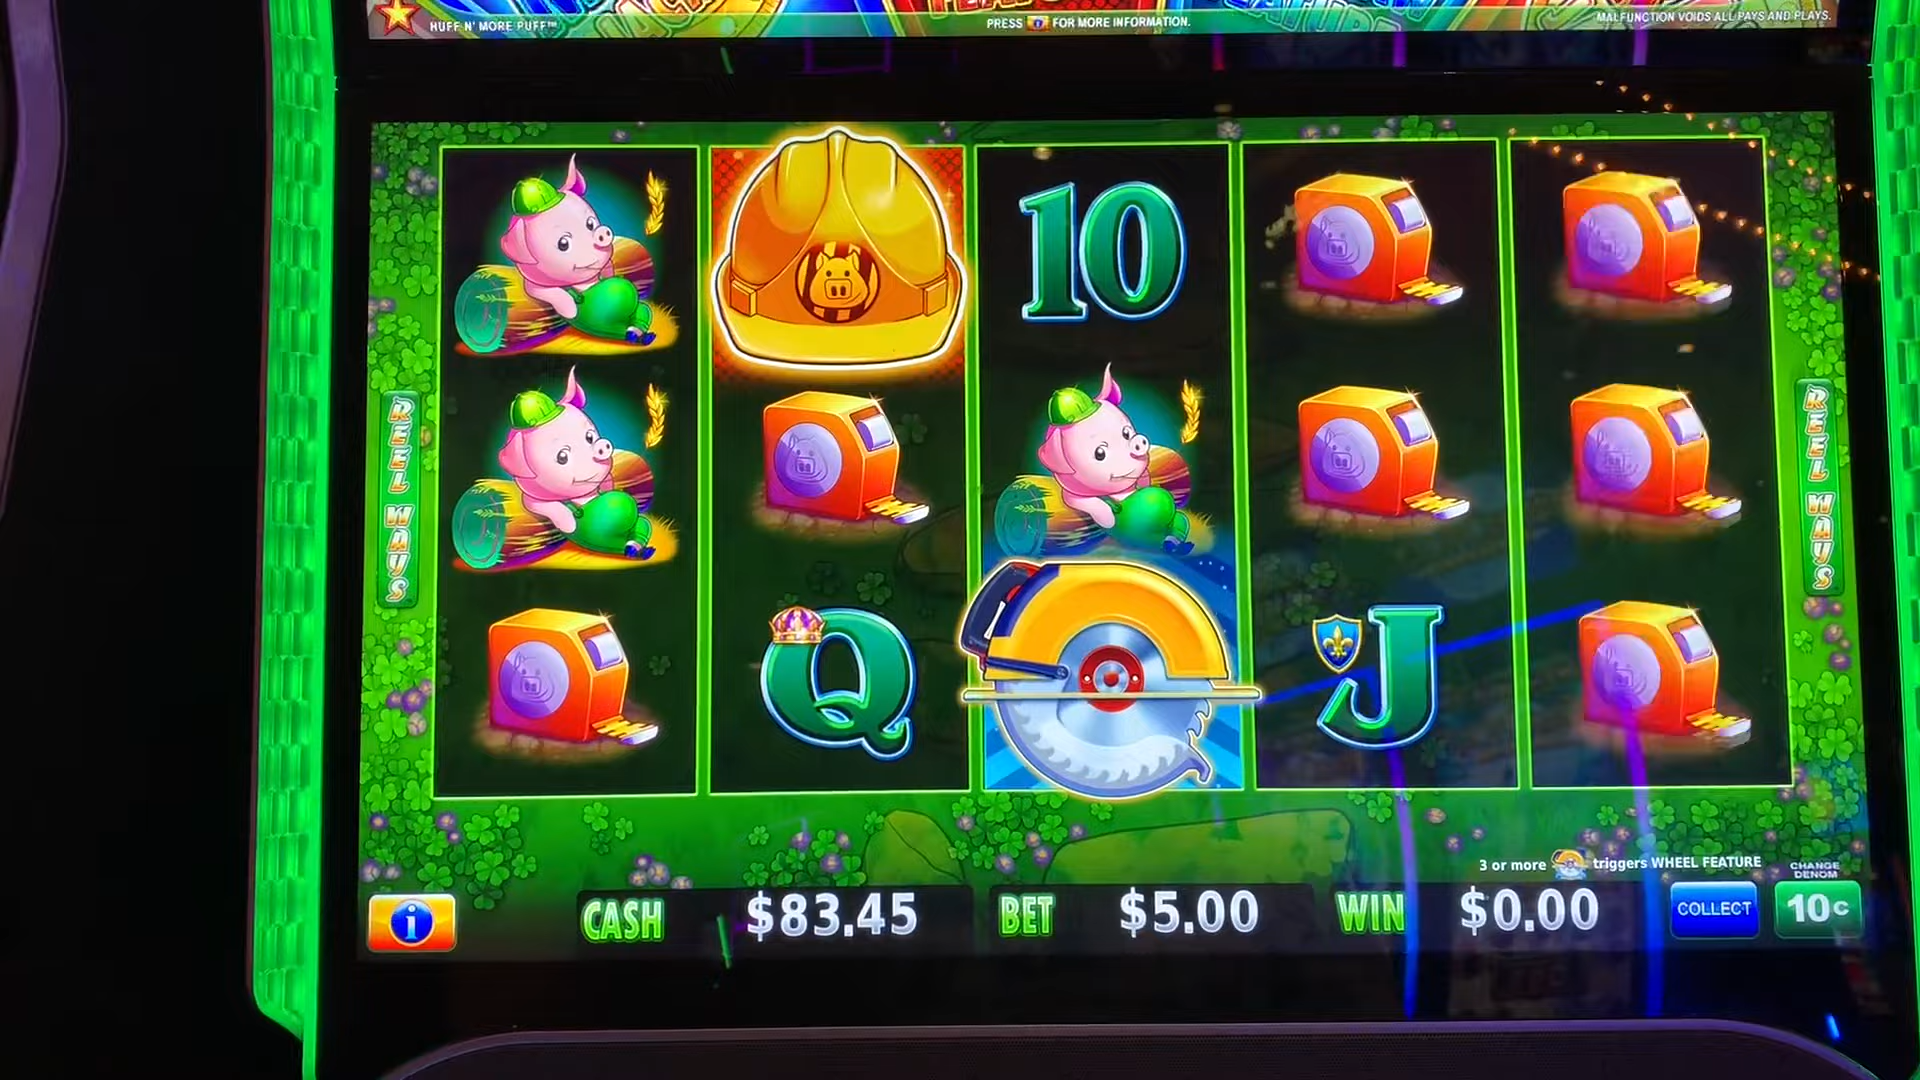 HUFF N' MORE PUFF™
PRESS i FOR MORE INFORMATION.
MALFUNCTION VOIDS ALL PAYS AND PLAYS.
10
REEL WAYS
REEL WAYS
Q
J
3 or more triggers WHEEL FEATURE
CHANGE
DENOM
i
CASH $83.45
BET $5.00
WIN $0.00
COLLECT
10¢